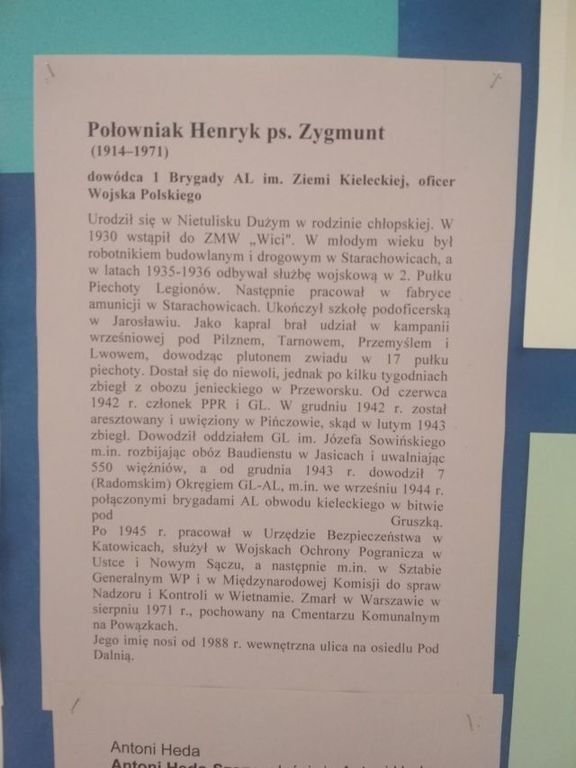 Połowniak Henryk ps. Zygmunt
(1914–1971)
dowódca 1 Brygady AL im. Ziemi Kieleckiej, oficer
Wojska Polskiego
Urodził się w Nietulisku Dużym w rodzinie chłopskiej. W
1930 wstąpił do ZMW „Wici". W młodym wieku był
robotnikiem budowlanym i drogowym w Starachowicach, a
w latach 1935-1936 odbywał służbę wojskową w 2. Pułku
Piechoty Legionów. Następnie pracował w fabryce
amunicji w Starachowicach. Ukończył szkołę podoficerską
w Jarosławiu. Jako kapral brał udział w kampanii
wrześniowej pod Pilznem, Tarnowem, Przemyślem i
Lwowem, dowodząc plutonem zwiadu w 17 pułku
piechoty. Dostał się do niewoli, jednak po kilku tygodniach
zbiegł z obozu jenieckiego w Przeworsku. Od czerwca
1942 r. członek PPR i GL. W grudniu 1942 r. został
aresztowany i uwięziony w Pińczowie, skąd w lutym 1943
zbiegł. Dowodził oddziałem GL im. Józefa Sowińskiego
m.in. rozbijając obóz Baudienstu w Jasicach i uwalniając
550 więźniów, a od grudnia 1943 r. dowodził 7
(Radomskim) Okręgiem GL-AL, m.in. we wrześniu 1944 r.
połączonymi brygadami AL obwodu kieleckiego w bitwie
pod Gruszką.
Po 1945 r. pracował w Urzędzie Bezpieczeństwa w
Katowicach, służył w Wojskach Ochrony Pogranicza w
Ustce i Nowym Sączu, a następnie m.in. w Sztabie
Generalnym WP i w Międzynarodowej Komisji do spraw
Nadzoru i Kontroli w Wietnamie. Zmarł w Warszawie w
sierpniu 1971 r., pochowany na Cmentarzu Komunalnym
na Powązkach.
Jego imię nosi od 1988 r. wewnętrzna ulica na osiedlu Pod
Dalnią.
Antoni Heda
Antoni Heda